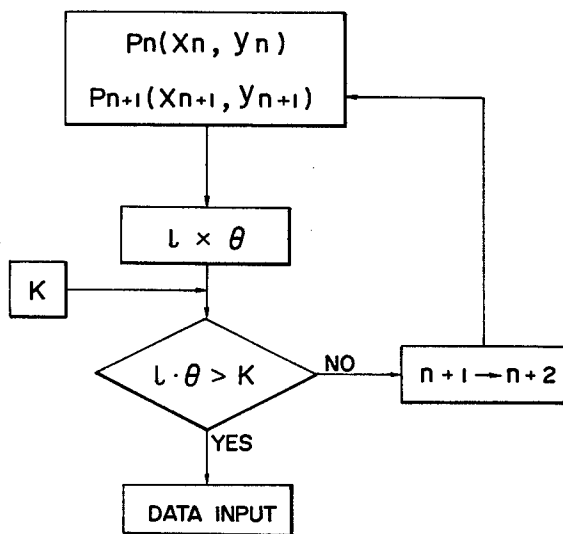 Pn(Xn, yn)
Pn+1(Xn+1, yn+1)
l × θ
K
l·θ > K
NO
n+1→n+2
YES
DATA INPUT